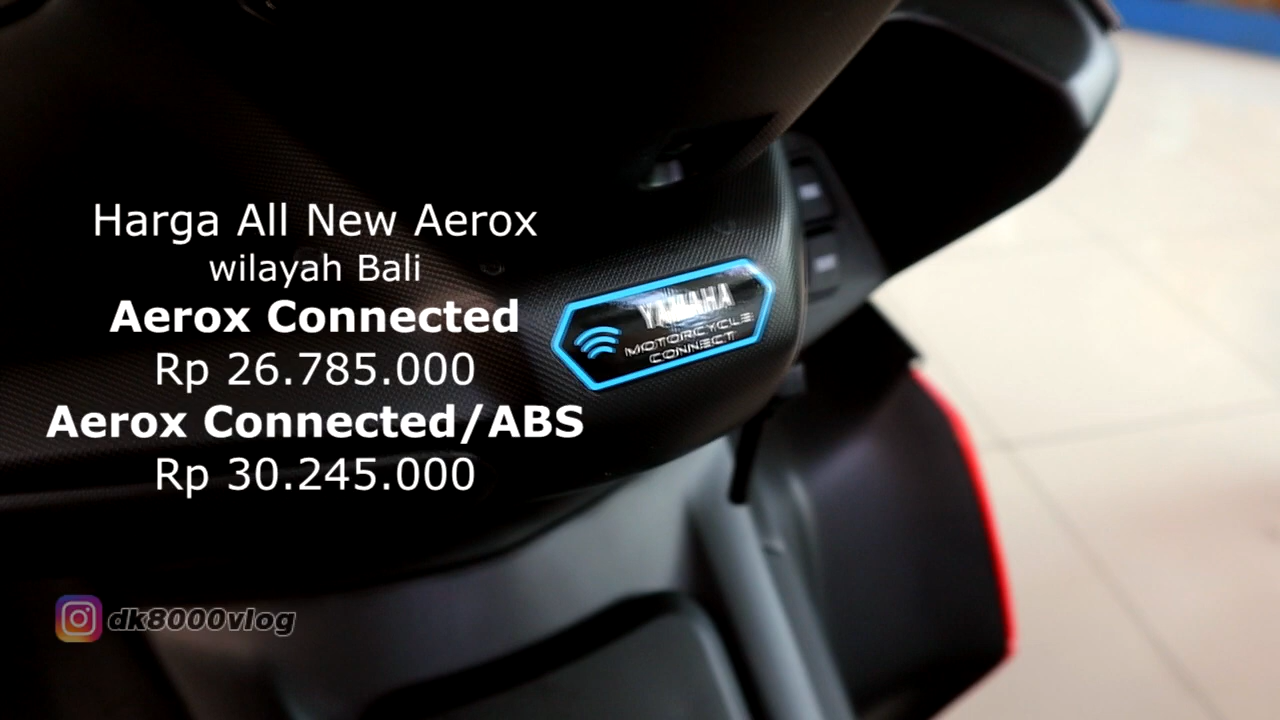 Harga All New Aerox
wilayah Bali
Aerox Connected
Rp 26.785.000
Aerox Connected/ABS
Rp 30.245.000
YAMAHA
MOTORCYCLE
CONNECT
dk8000vlog